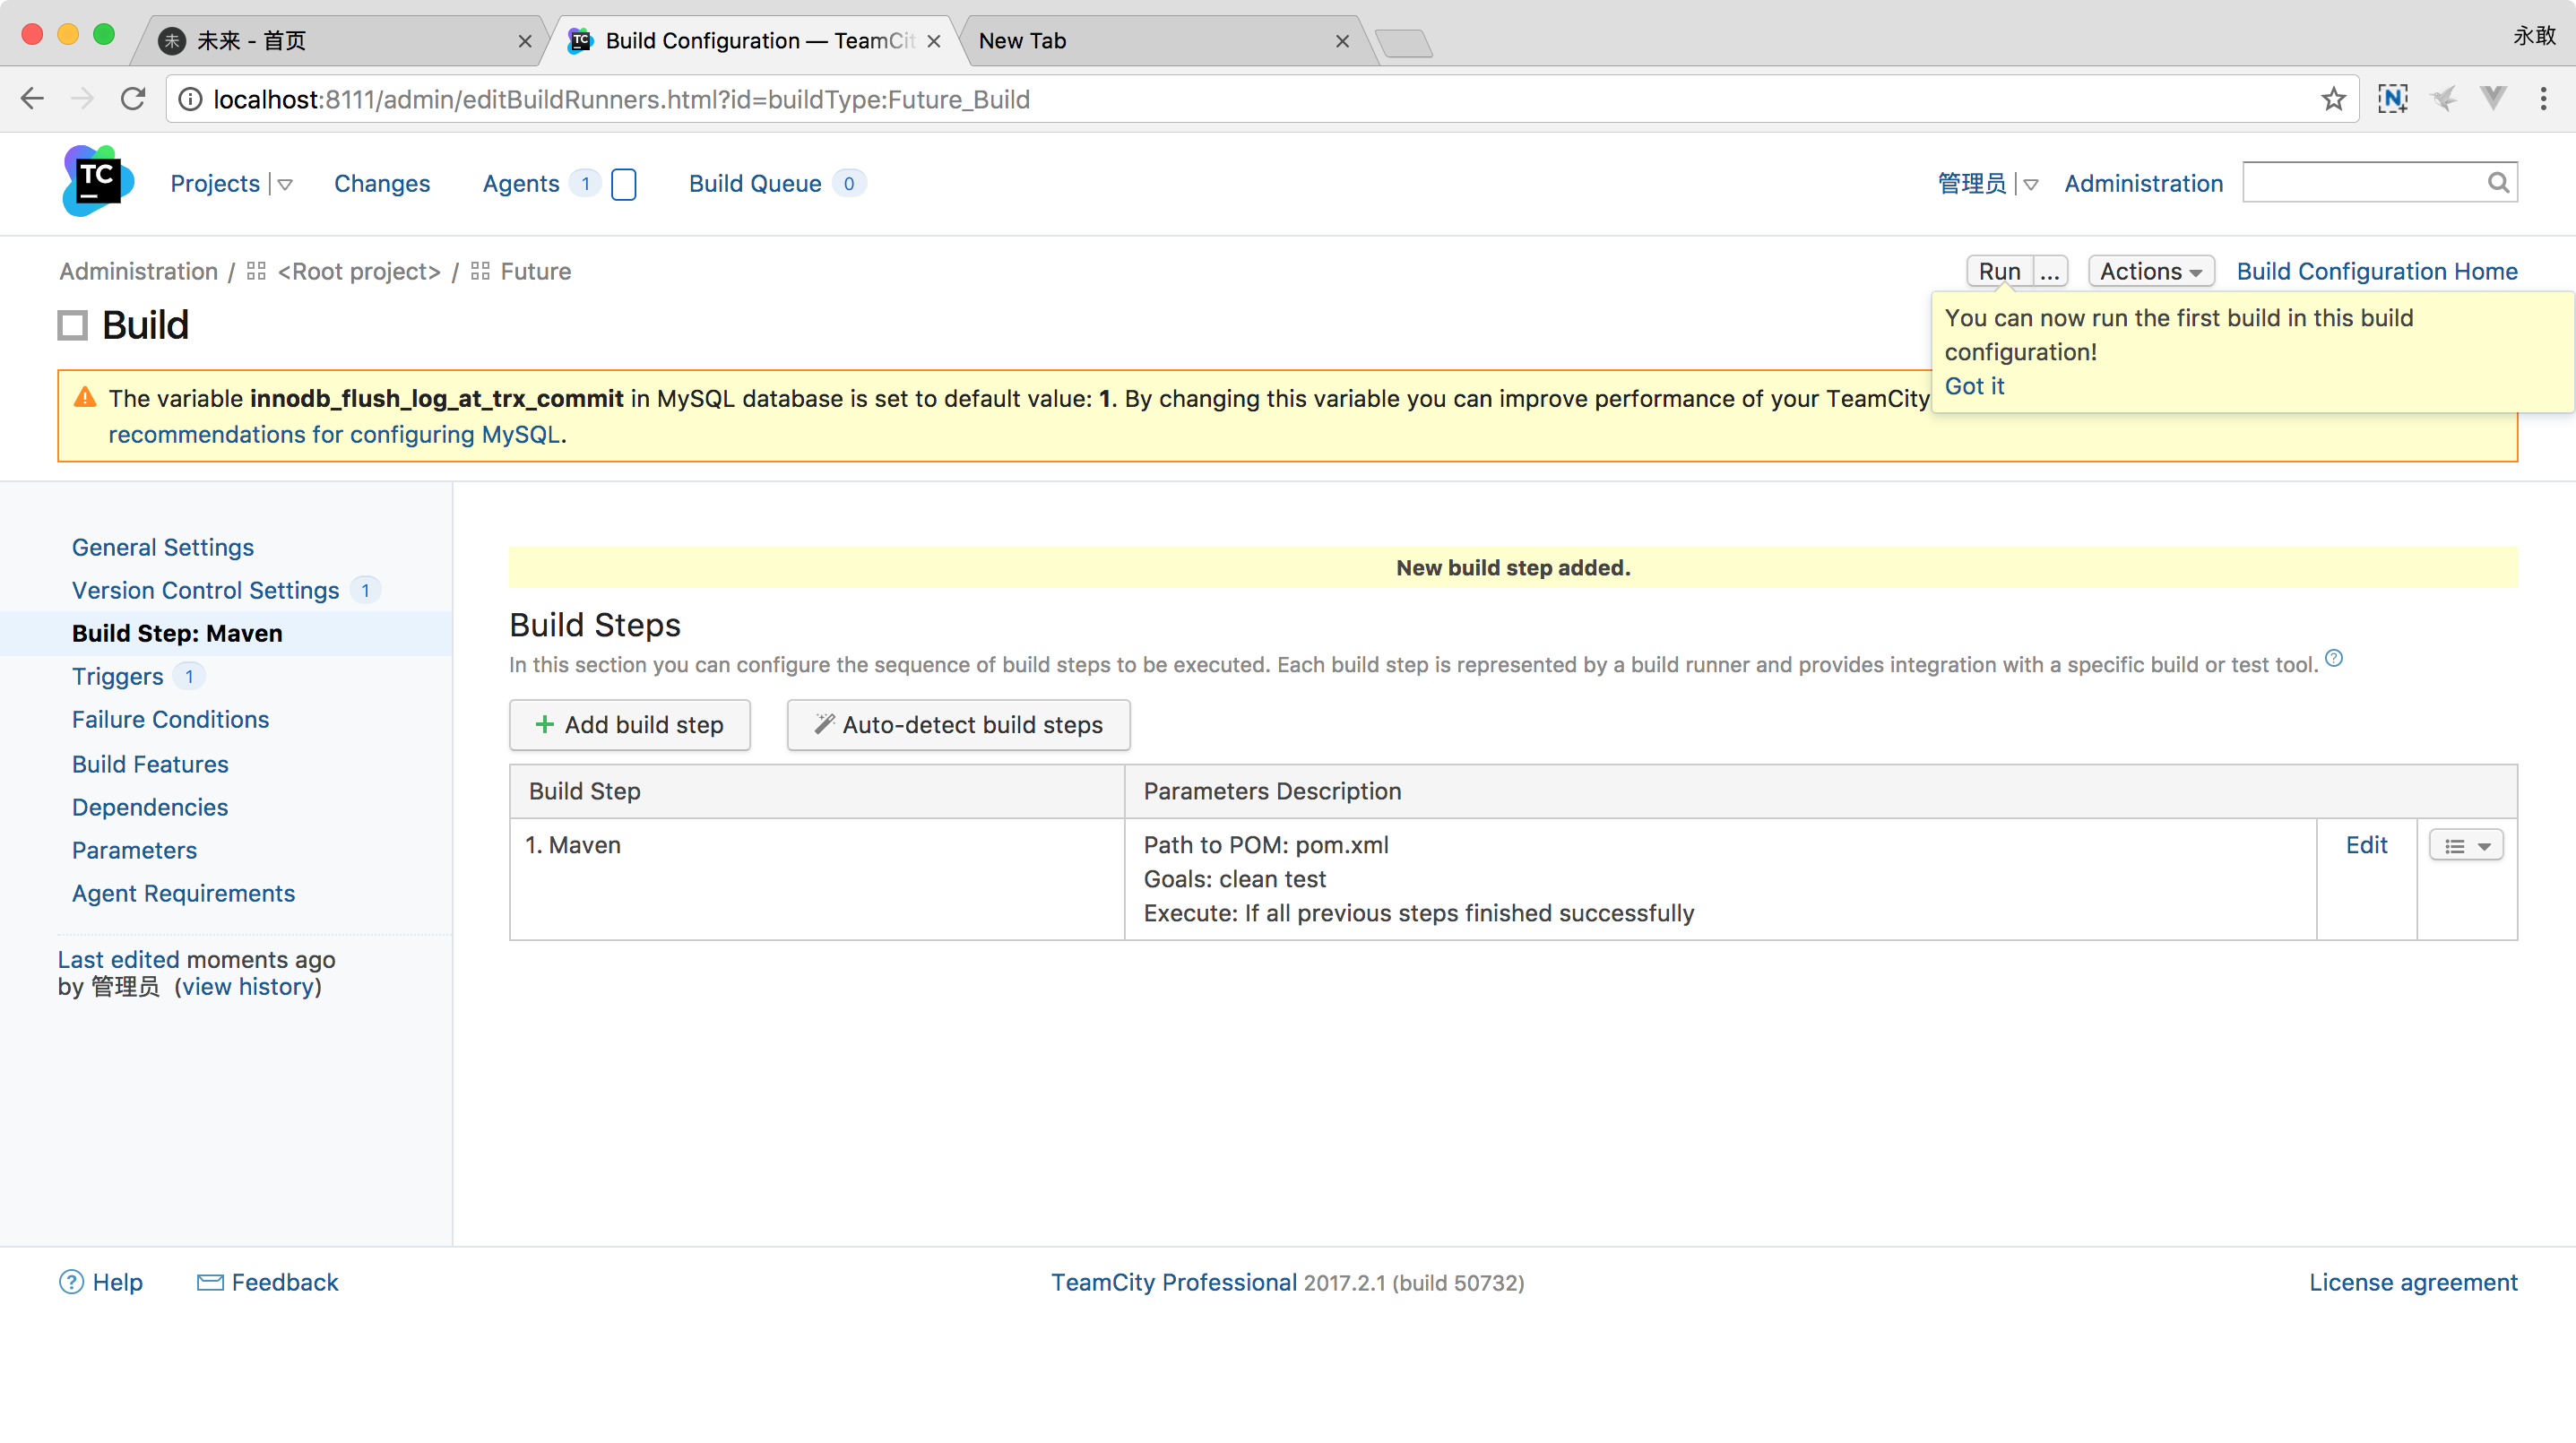 未 未来 - 首页
Build Configuration — TeamCit
New Tab
永敢
localhost:8111/admin/editBuildRunners.html?id=buildType:Future_Build
TC
Projects
Changes
Agents 1
Build Queue 0
管理员
Administration
Administration / <Root project> / Future
Run ... Actions Build Configuration Home
Build
You can now run the first build in this build
configuration!
Got it
The variable innodb_flush_log_at_trx_commit in MySQL database is set to default value: 1. By changing this variable you can improve performance of your TeamCity
recommendations for configuring MySQL.
General Settings
Version Control Settings 1
Build Step: Maven
Triggers 1
Failure Conditions
Build Features
Dependencies
Parameters
Agent Requirements
Last edited moments ago
by 管理员 (view history)
New build step added.
Build Steps
In this section you can configure the sequence of build steps to be executed. Each build step is represented by a build runner and provides integration with a specific build or test tool. ?
+ Add build step
Auto-detect build steps
Build Step Parameters Description
1. Maven
Path to POM: pom.xml
Goals: clean test
Execute: If all previous steps finished successfully
Edit
? Help
Feedback
TeamCity Professional 2017.2.1 (build 50732)
License agreement